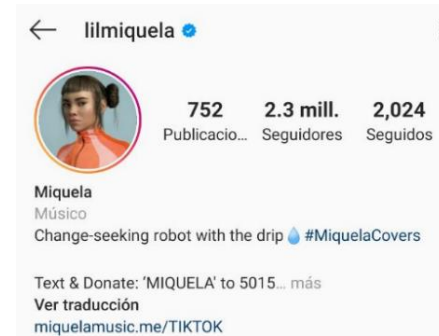 lilmiquela
752 2.3 mill. 2,024
Publicacio... Seguidores Seguidos
Miquela
Músico
Change-seeking robot with the drip 💧 #MiquelaCovers
Text & Donate: 'MIQUELA' to 5015... más
Ver traducción
miquelamusic.me/TIKTOK